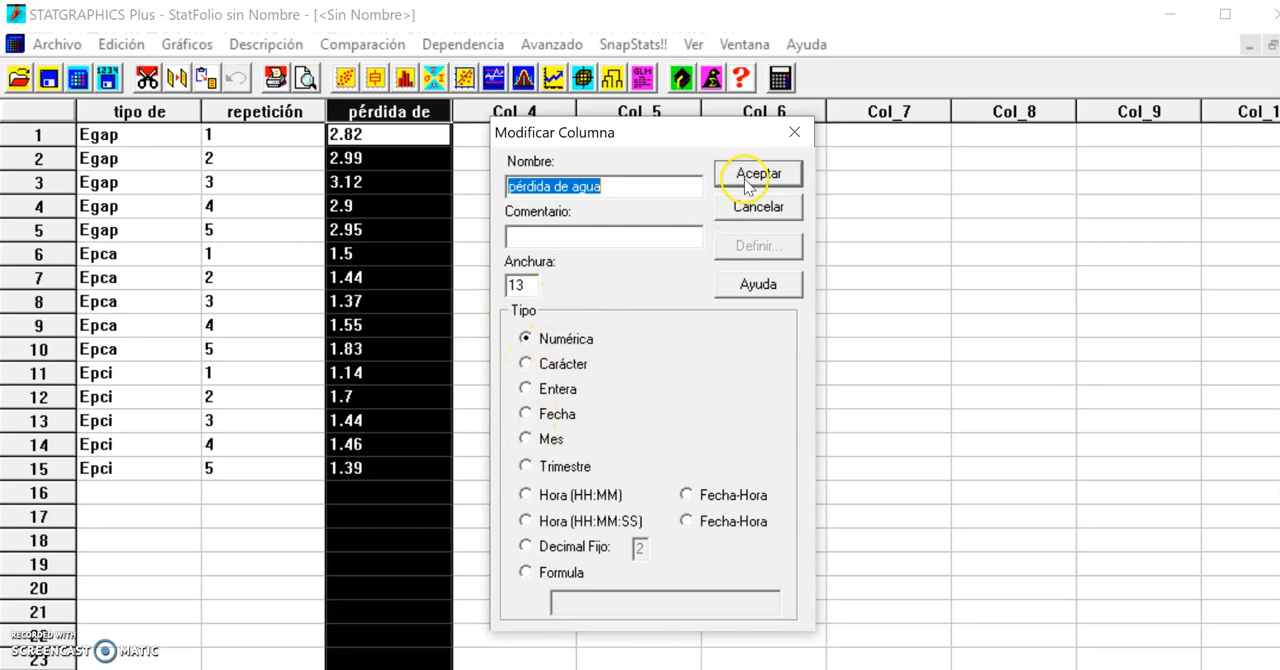 STATGRAPHICS Plus - StatFolio sin Nombre - [<Sin Nombre>]
Archivo Edición Gráficos Descripción Comparación Dependencia Avanzado SnapStats!! Ver Ventana Ayuda
1234 GLM ?
tipo de repetición pérdida de Col_4 Col_5 Col_6 Col_7 Col_8 Col_9 Col_1
1 Egap 1 2.82
2 Egap 2 2.99
3 Egap 3 3.12
4 Egap 4 2.9
5 Egap 5 2.95
6 Epca 1 1.5
7 Epca 2 1.44
8 Epca 3 1.37
9 Epca 4 1.55
10 Epca 5 1.83
11 Epci 1 1.14
12 Epci 2 1.7
13 Epci 3 1.44
14 Epci 4 1.46
15 Epci 5 1.39
16
17
18
19
20
21
22
23
Modificar Columna
Nombre:
pérdida de agua
Comentario:
Anchura:
13
Aceptar
Cancelar
Definir...
Ayuda
Tipo
Numérica
Carácter
Entera
Fecha
Mes
Trimestre
Hora (HH:MM) Fecha-Hora
Hora (HH:MM:SS) Fecha-Hora
Decimal Fijo: 2
Formula
RECORDED WITH
SCREENCAST MATIC